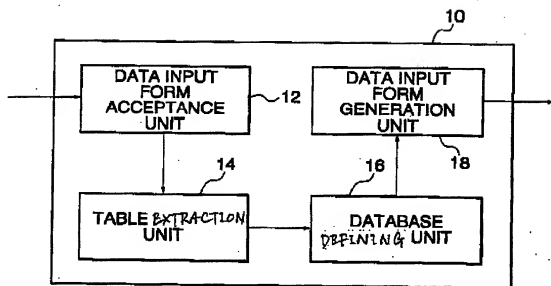 10
DATA INPUT
FORM
ACCEPTANCE
UNIT
12
DATA INPUT
FORM
GENERATION
UNIT
18
14
TABLE EXTRACTION
UNIT
16
DATABASE
DEFINING UNIT